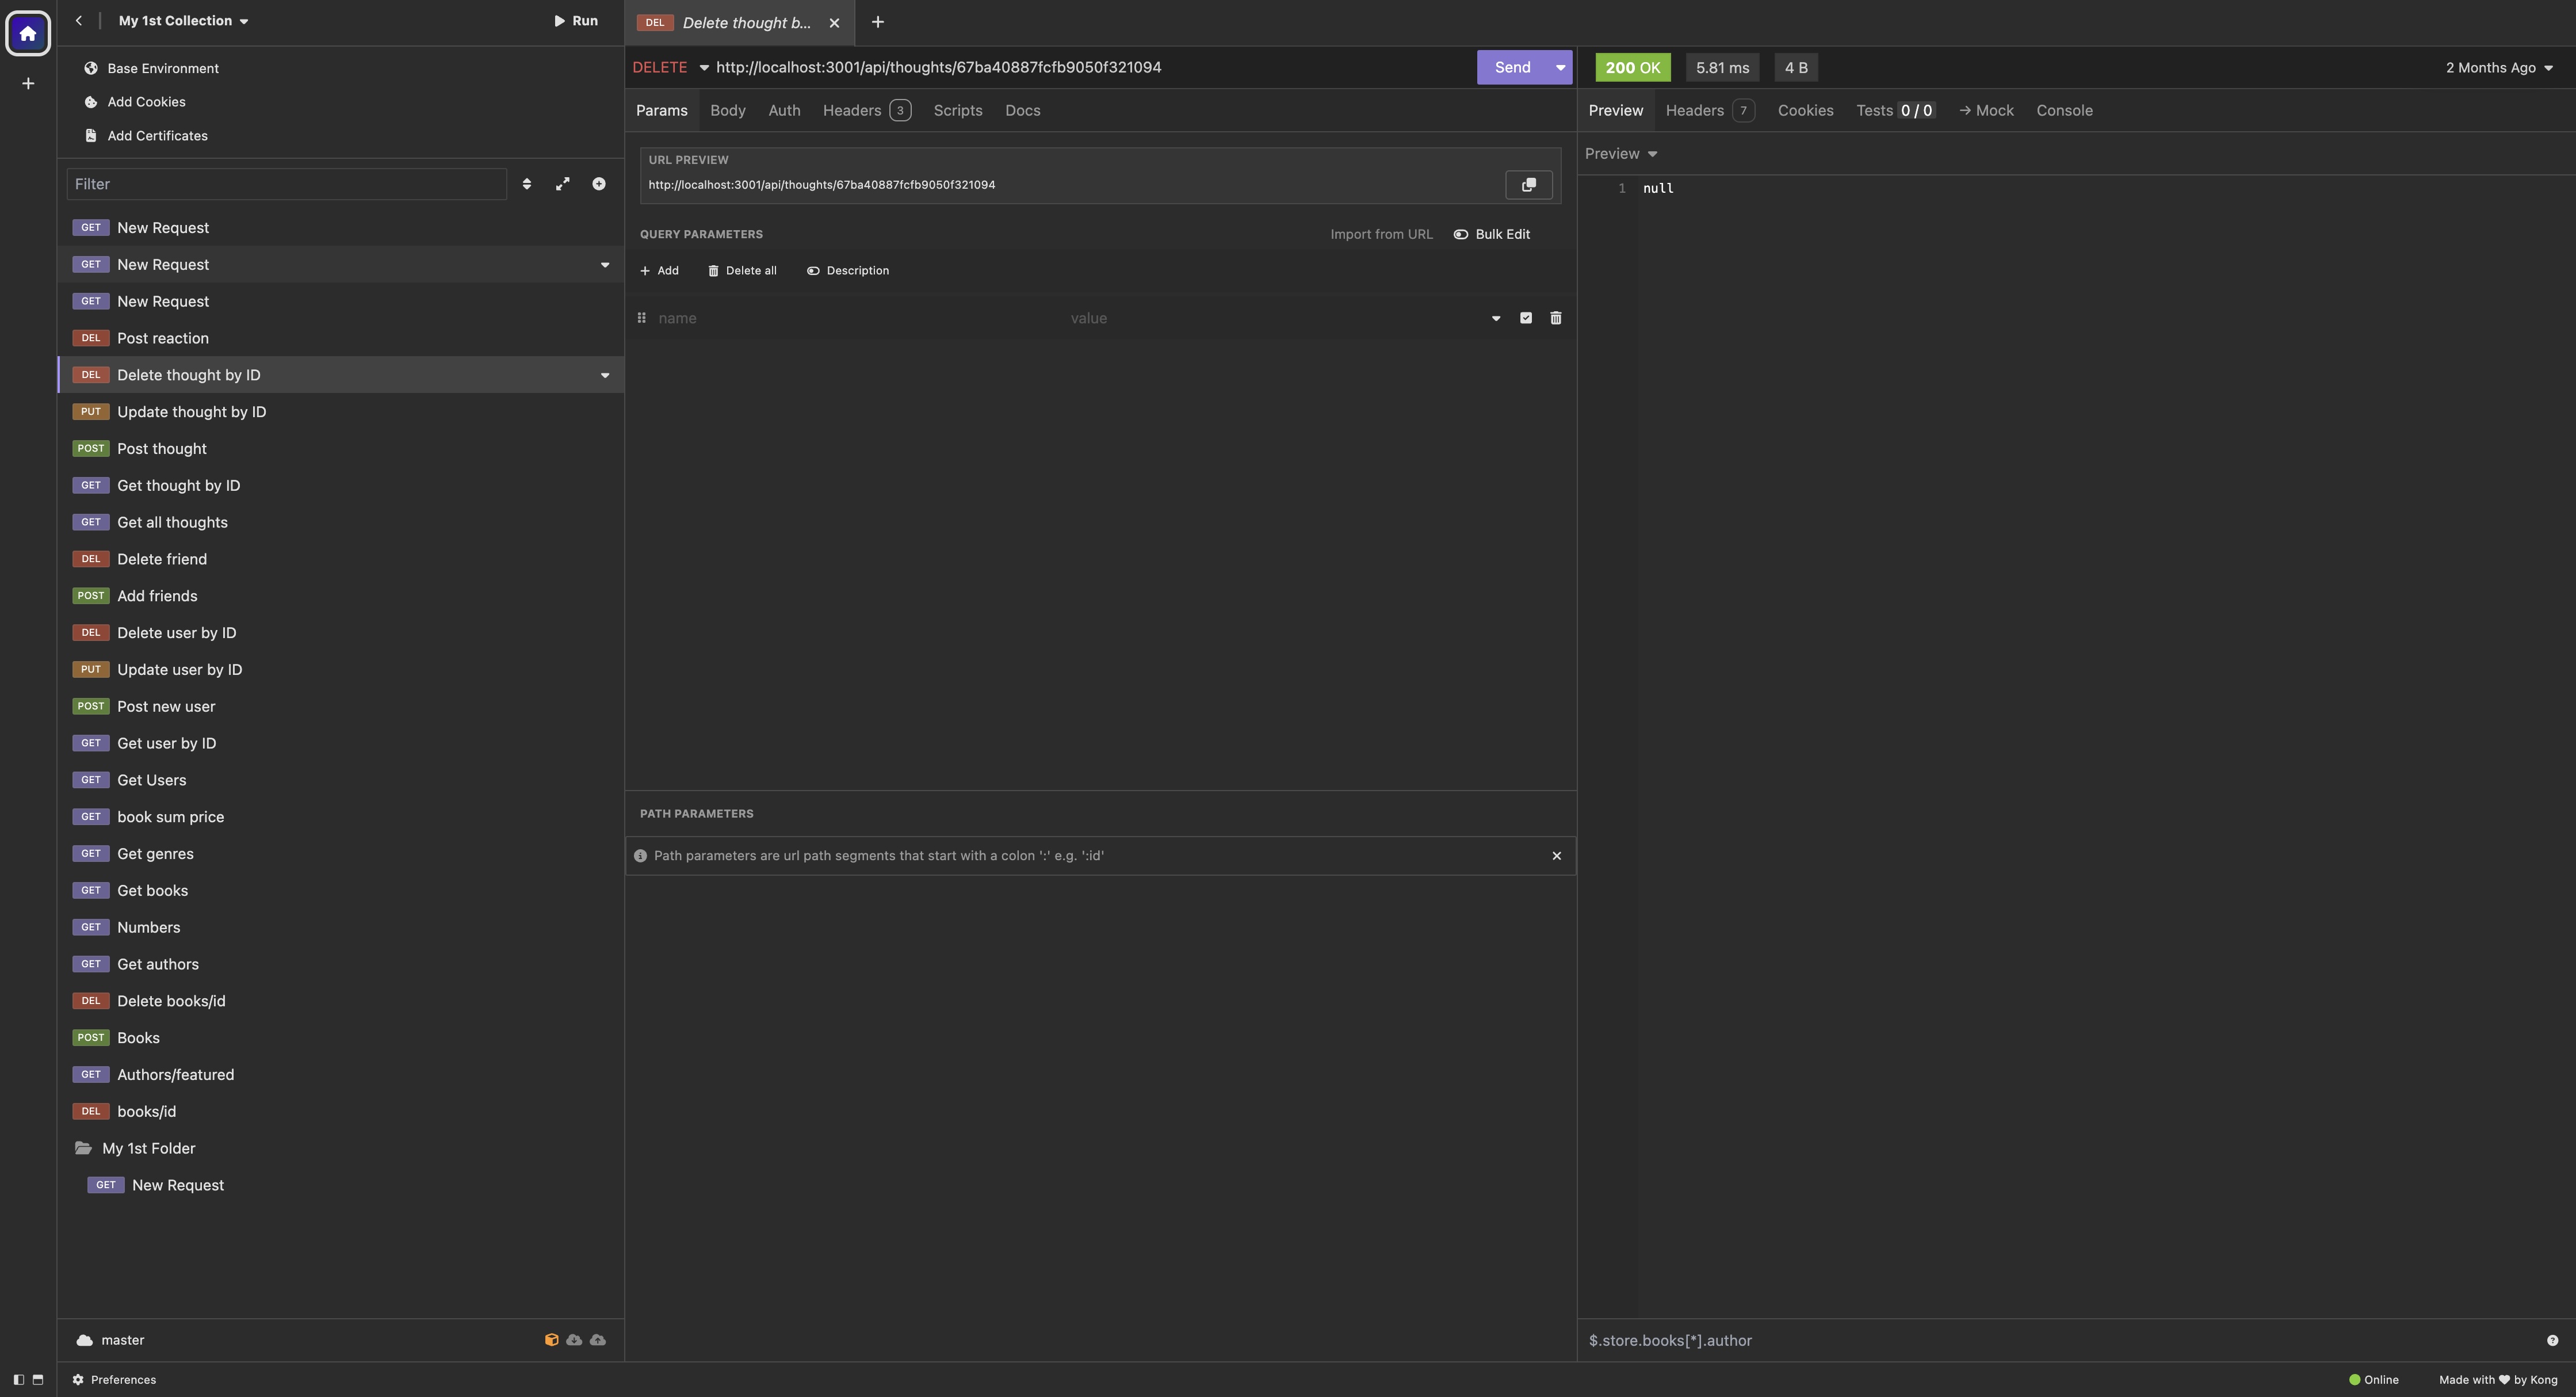 My 1st Collection
Run
Base Environment
Add Cookies
Add Certificates
Filter
GET New Request
GET New Request
GET New Request
DEL Post reaction
DEL Delete thought by ID
PUT Update thought by ID
POST Post thought
GET Get thought by ID
GET Get all thoughts
DEL Delete friend
POST Add friends
DEL Delete user by ID
PUT Update user by ID
POST Post new user
GET Get user by ID
GET Get Users
GET book sum price
GET Get genres
GET Get books
GET Numbers
GET Get authors
DEL Delete books/id
POST Books
GET Authors/featured
DEL books/id
My 1st Folder
GET New Request
master
Preferences
DEL Delete thought b...
DELETE http://localhost:3001/api/thoughts/67ba40887fcfb9050f321094 Send
Params Body Auth Headers 3 Scripts Docs
URL PREVIEW
http://localhost:3001/api/thoughts/67ba40887fcfb9050f321094
QUERY PARAMETERS Import from URL Bulk Edit
Add Delete all Description
name value
PATH PARAMETERS
Path parameters are url path segments that start with a colon ':' e.g. ':id'
200 OK 5.81 ms 4 B 2 Months Ago
Preview Headers 7 Cookies Tests 0 / 0 → Mock Console
Preview
1 null
$.store.books[*].author
Online Made with ♥ by Kong